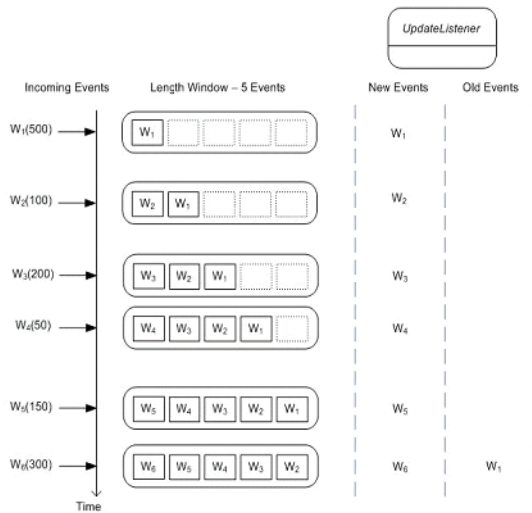 UpdateListener
Incoming Events Length Window – 5 Events New Events Old Events
W₁(500) W₁ W₁
W₂(100) W₂ W₁ W₂
W₃(200) W₃ W₂ W₁ W₃
W₄(50) W₄ W₃ W₂ W₁ W₄
W₅(150) W₅ W₄ W₃ W₂ W₁ W₅
W₆(300) W₆ W₅ W₄ W₃ W₂ W₆ W₁
Time